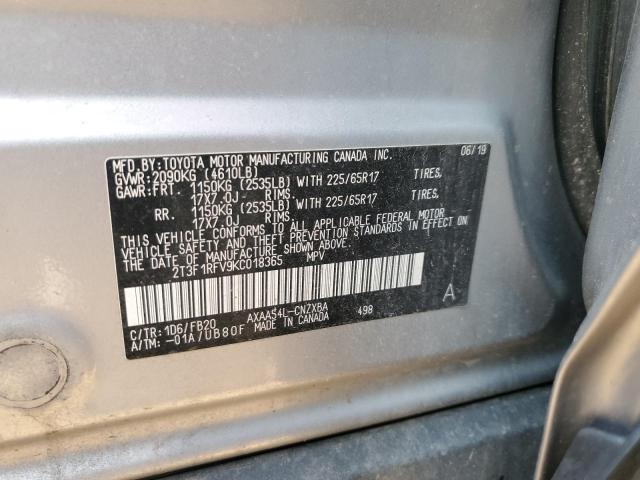 MFD. BY: TOYOTA MOTOR MANUFACTURING CANADA INC. 06/19
GVWR: 2090KG (4610LB)
GAWR: FRT. 1150KG (2535LB) WITH 225/65R17 TIRES,
17X7.0J RIMS,
RR. 1150KG (2535LB) WITH 225/65R17 TIRES,
17X7.0J RIMS,
THIS VEHICLE CONFORMS TO ALL APPLICABLE FEDERAL MOTOR
VEHICLE SAFETY AND THEFT PREVENTION STANDARDS IN EFFECT ON
THE DATE OF MANUFACTURE SHOWN ABOVE.
2T3F1RFV9KC018365 MPV
A
C/TR: 1D6/FB20 AXAA54L-CNZXBA 498
A/TM: -01A/UB80F MADE IN CANADA